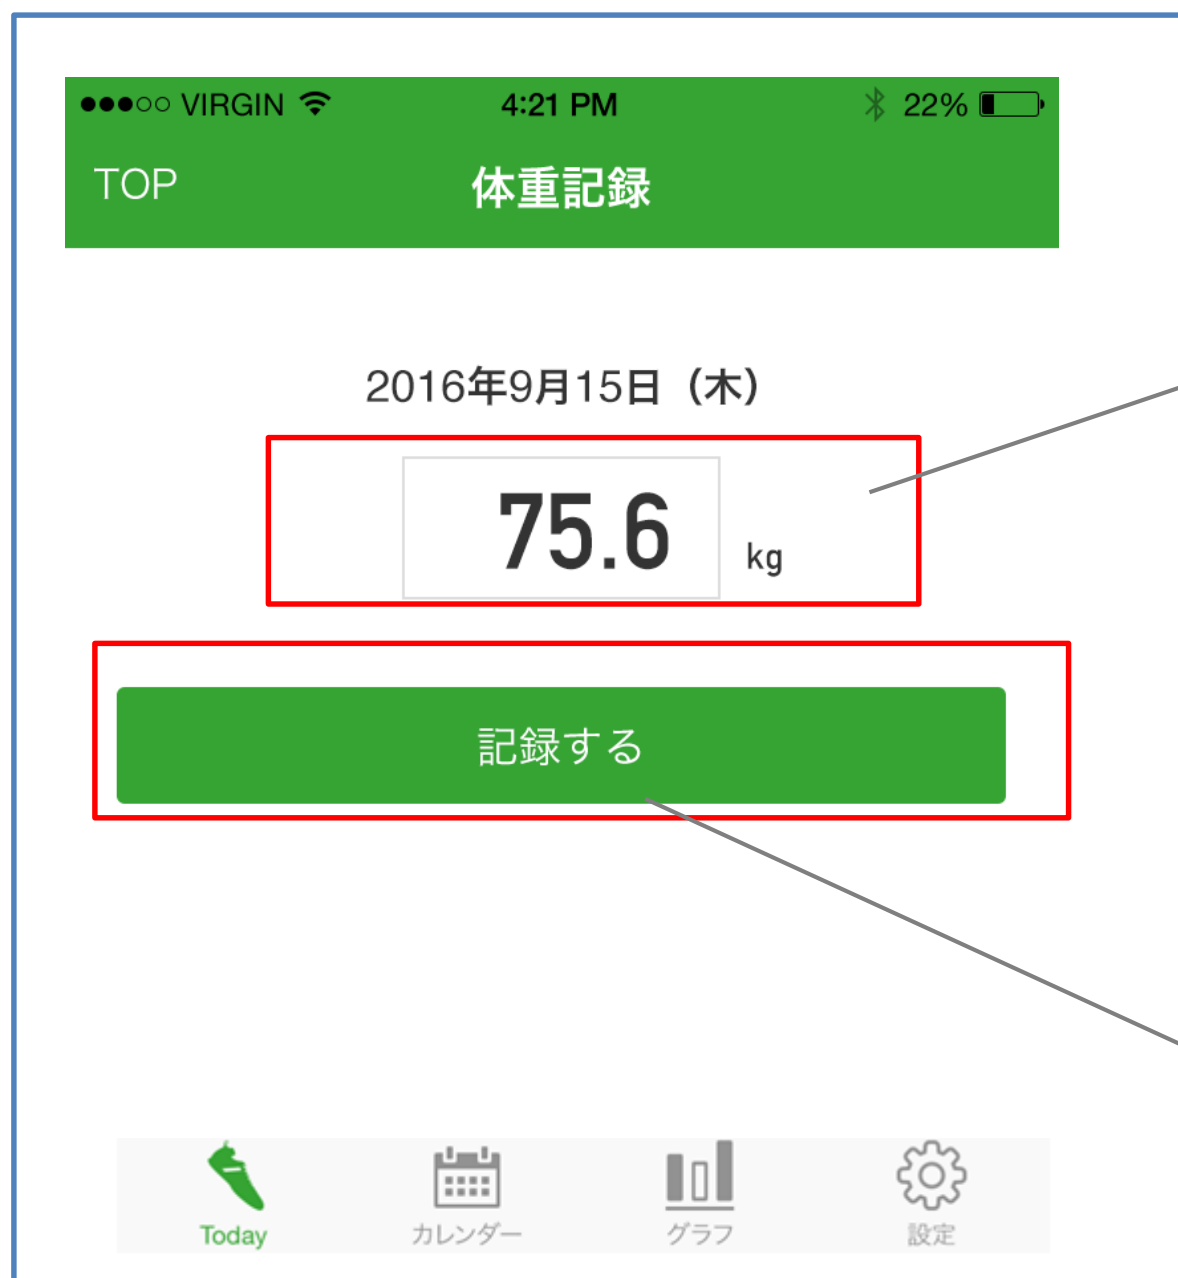 ●●●○○ VIRGIN 4:21 PM 22%
TOP 体重記録
2016年9月15日（木）
75.6 kg
記録する
Today カレンダー グラフ 設定